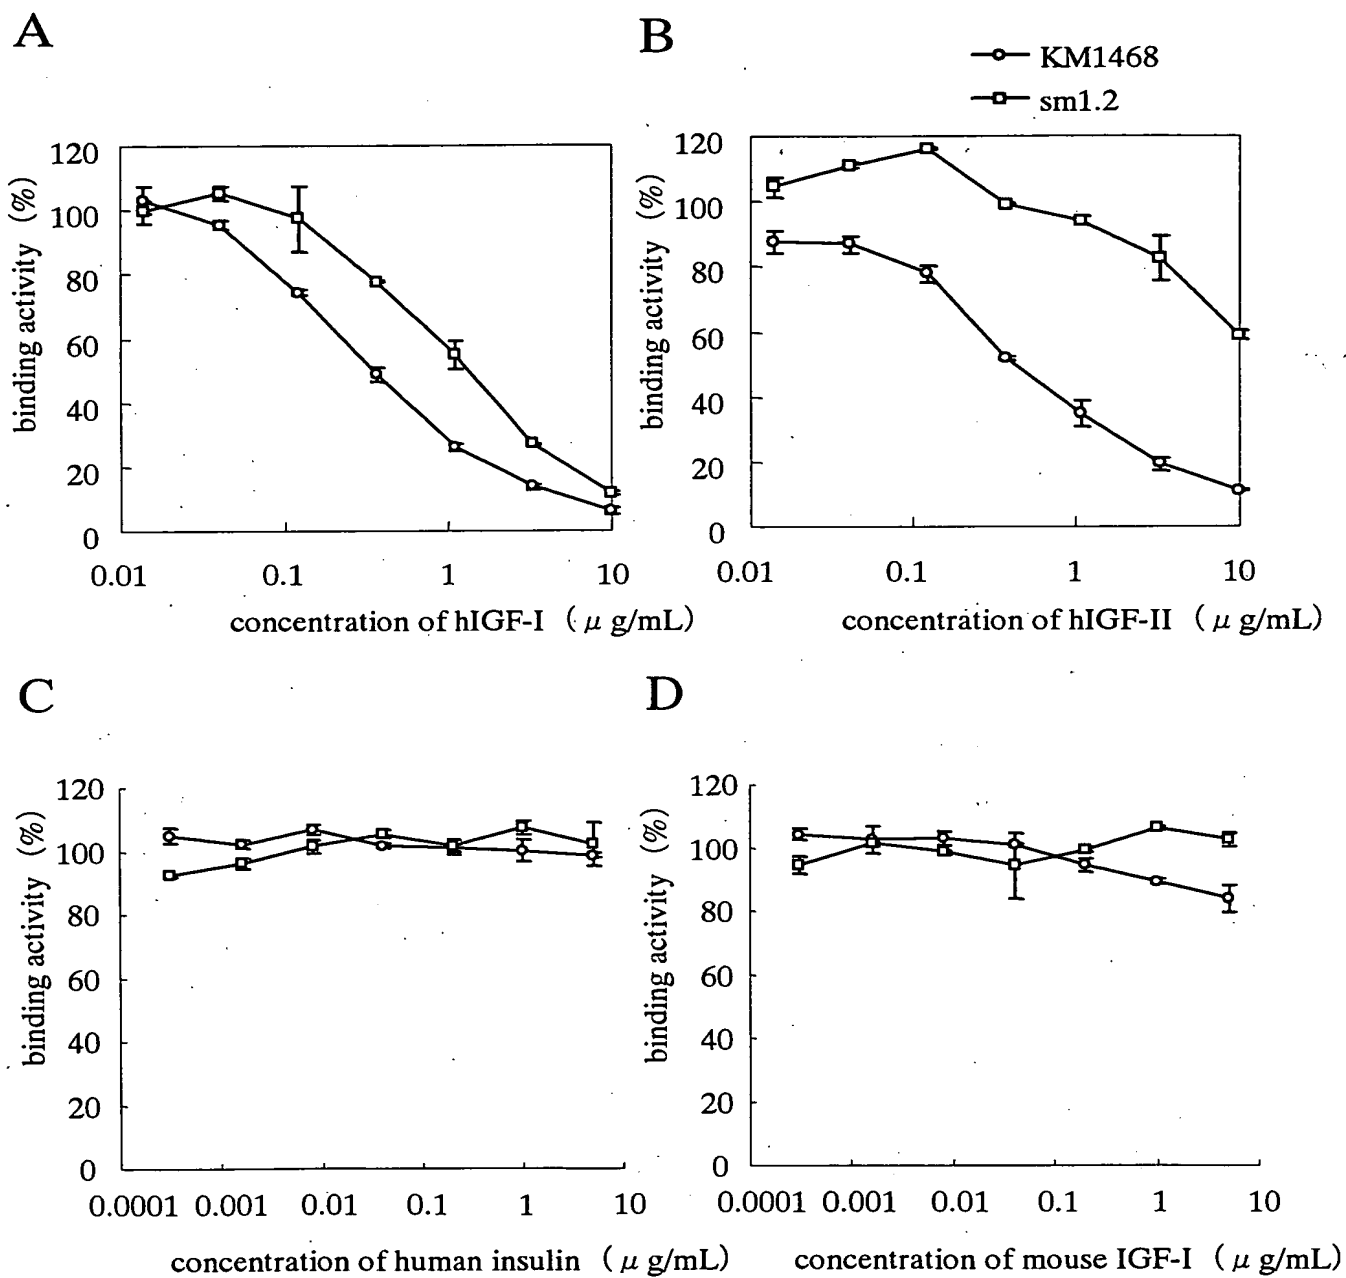 A
B
KM1468
sm1.2
120
100
80
60
40
20
0
binding activity (%)
0.01 0.1 1 10
concentration of hIGF-I (μ g/mL)
120
100
80
60
40
20
0
binding activity (%)
0.01 0.1 1 10
concentration of hIGF-II (μ g/mL)
C
D
120
100
80
60
40
20
0
binding activity (%)
0.0001 0.001 0.01 0.1 1 10
concentration of human insulin (μ g/mL)
120
100
80
60
40
20
0
binding activity (%)
0.0001 0.001 0.01 0.1 1 10
concentration of mouse IGF-I (μ g/mL)